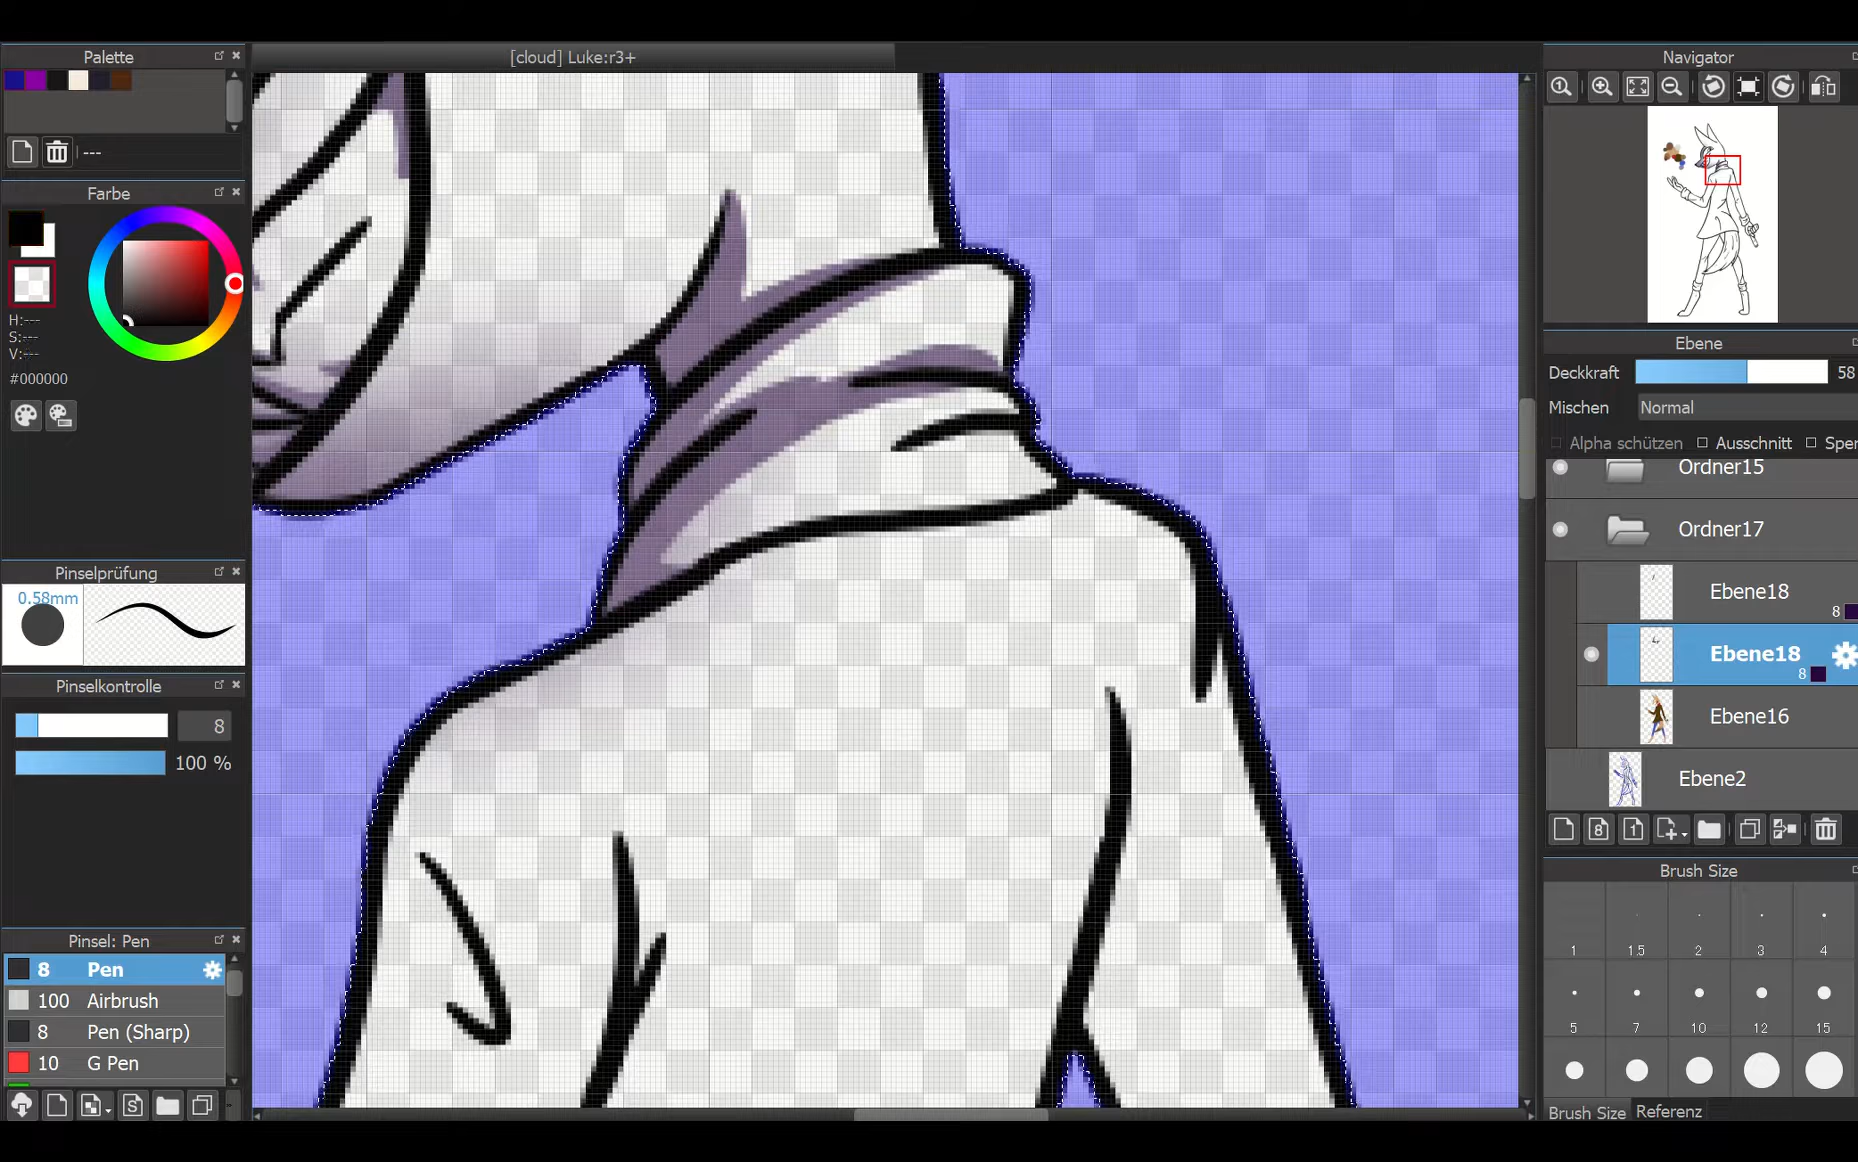 Palette
---
Farbe
H:---
S:---
V:---
#000000
Pinselprüfung
0.58mm
Pinselkontrolle
8
100 %
Pinsel: Pen
8 Pen
100 Airbrush
8 Pen (Sharp)
10 G Pen
S
[cloud] Luke:r3+
Navigator
1
Ebene
Deckkraft 58
Mischen Normal
Alpha schützen Ausschnitt Sper
Ordner15
Ordner17
Ebene18
8
Ebene18
8
Ebene16
Ebene2
8 1
Brush Size
1 1.5 2 3 4
5 7 10 12 15
Brush Size Referenz